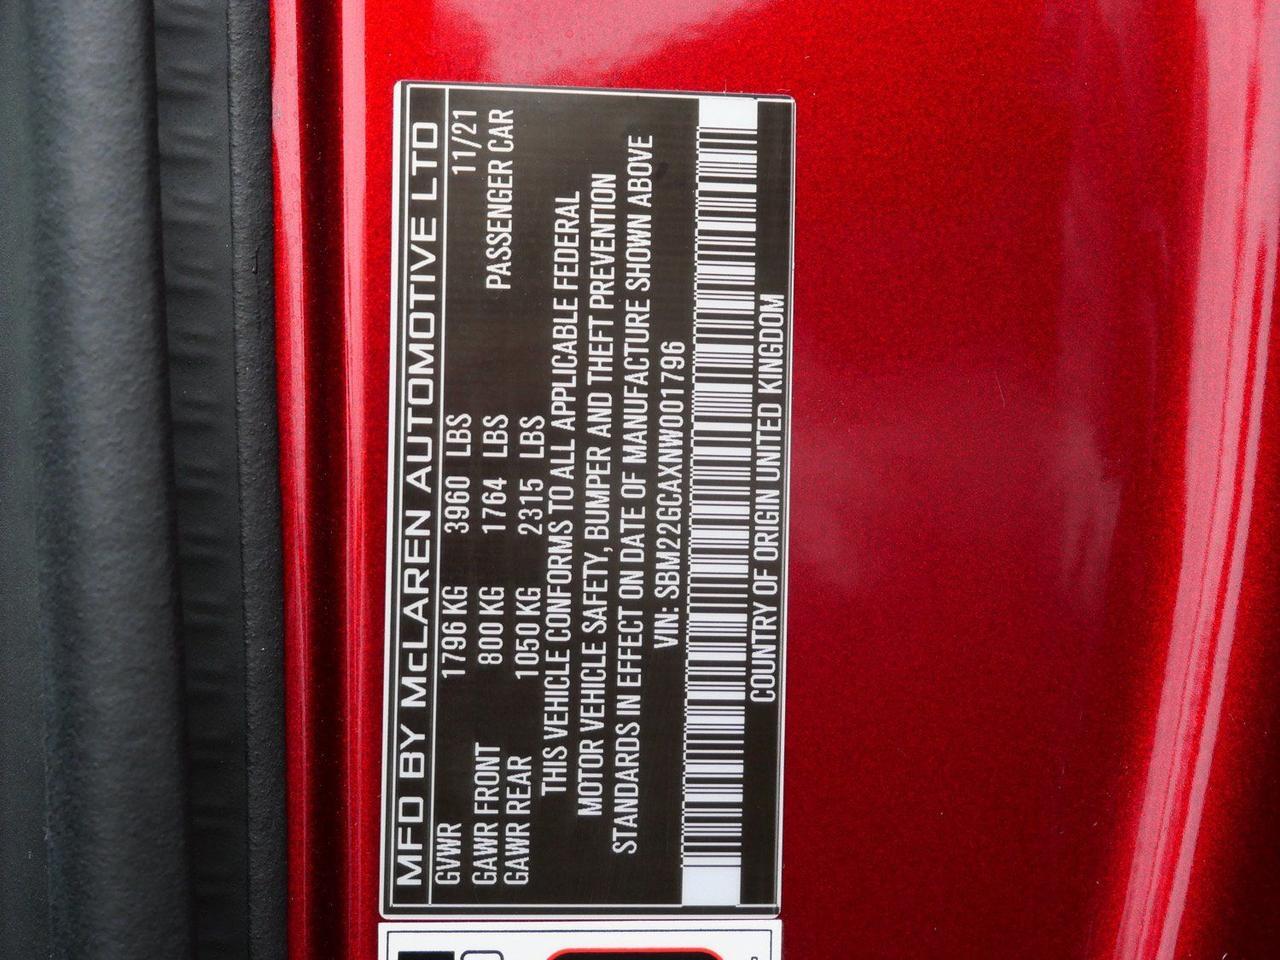 MFD BY McLAREN AUTOMOTIVE LTD
GVWR 1796 KG 3960 LBS 11/21
GAWR FRONT 800 KG 1764 LBS PASSENGER CAR
GAWR REAR 1050 KG 2315 LBS
THIS VEHICLE CONFORMS TO ALL APPLICABLE FEDERAL
MOTOR VEHICLE SAFETY, BUMPER AND THEFT PREVENTION
STANDARDS IN EFFECT ON DATE OF MANUFACTURE SHOWN ABOVE
VIN: SBM22GCAXNW001796
COUNTRY OF ORIGIN UNITED KINGDOM